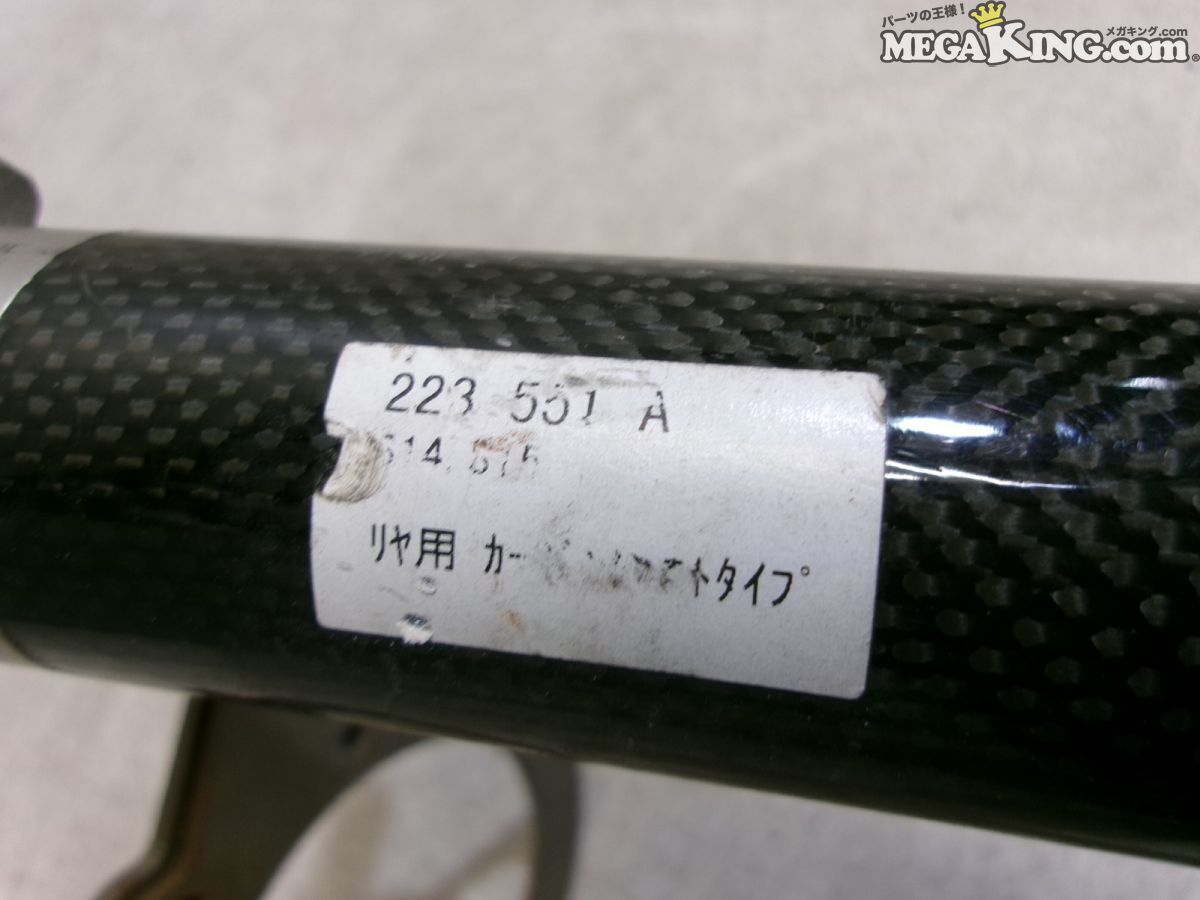 パーツの王様！
メガキング.com
MEGAKING.com®
223 551 A
リヤ用 タイプ